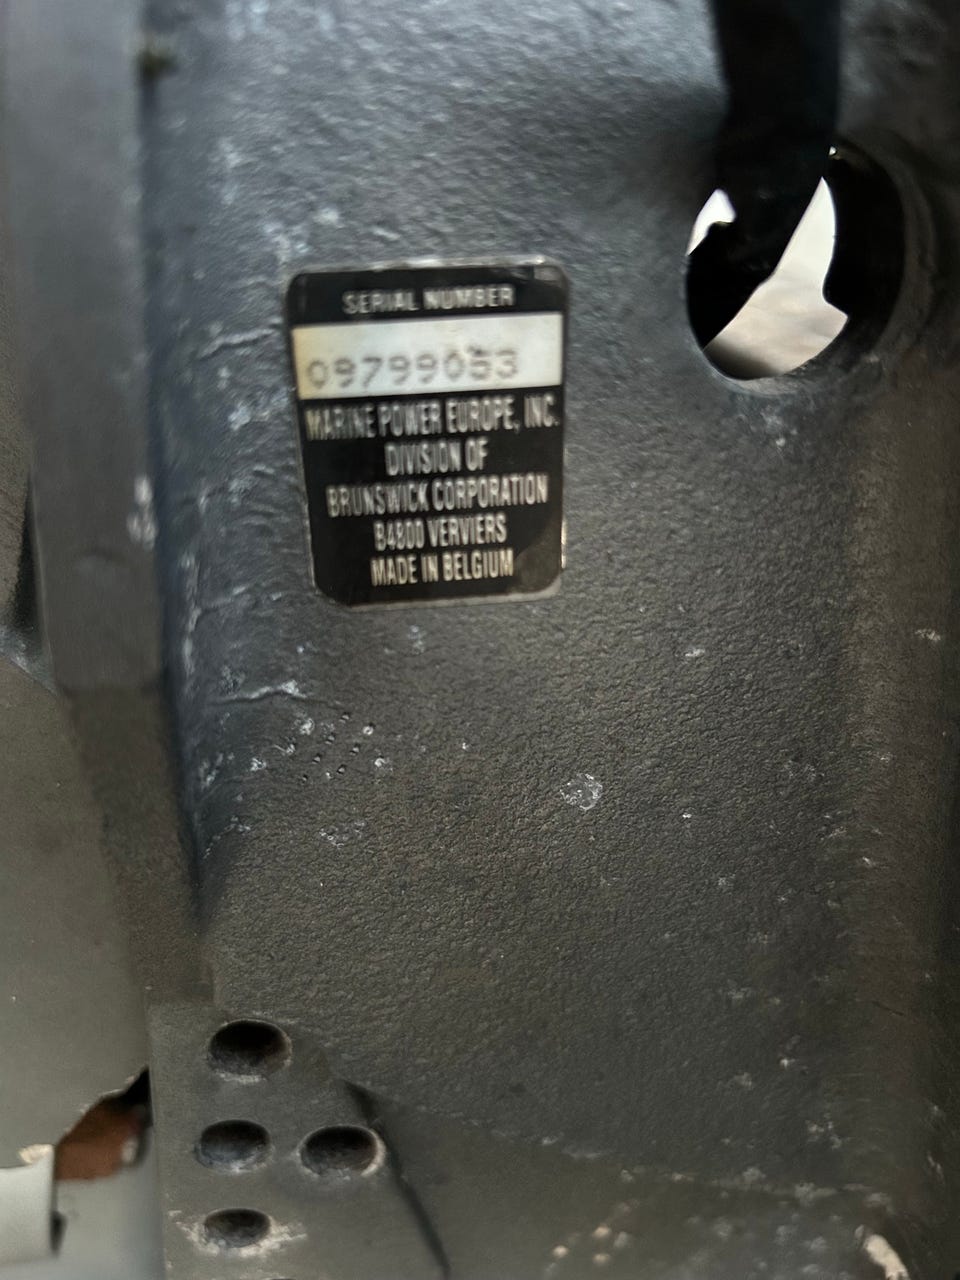 SERIAL NUMBER
09799053
MARINE POWER EUROPE, INC.
DIVISION OF
BRUNSWICK CORPORATION
B4800 VERVIERS
MADE IN BELGIUM